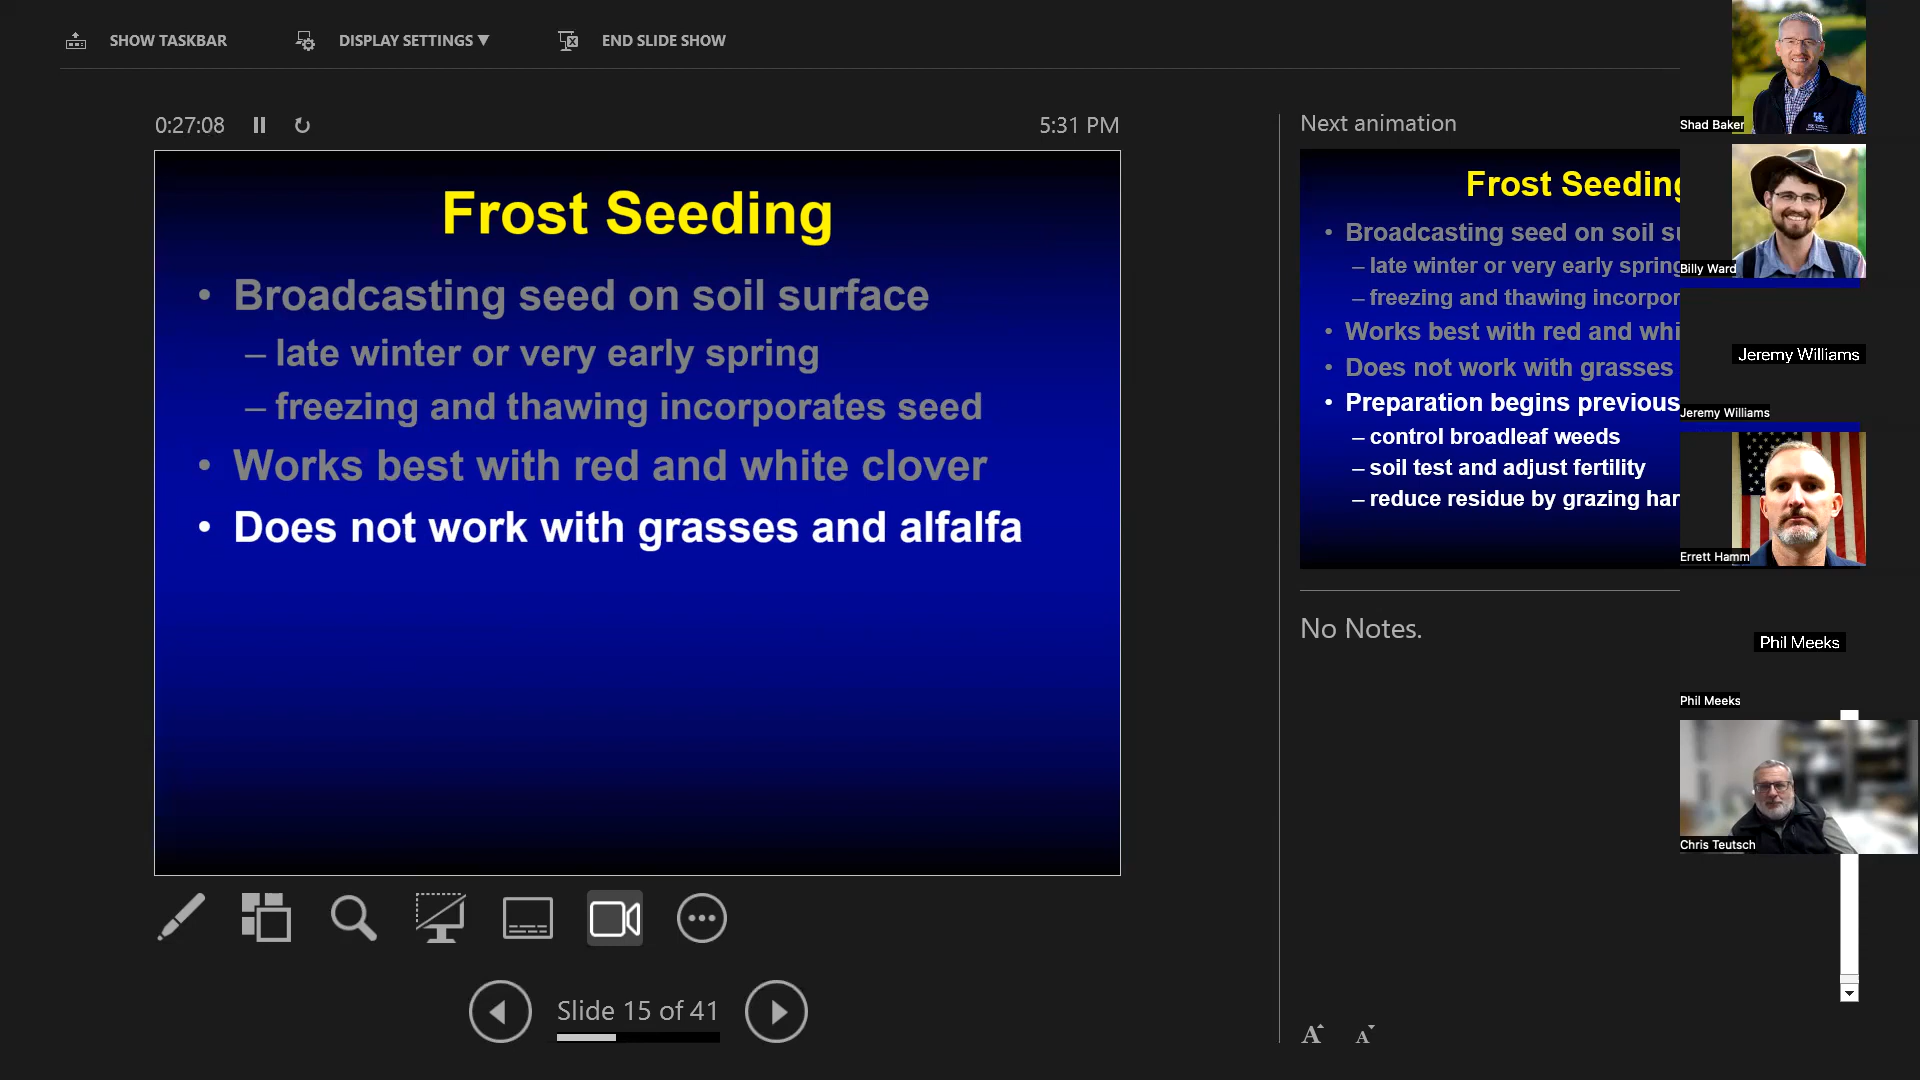 SHOW TASKBAR
DISPLAY SETTINGS ▼
END SLIDE SHOW
0:27:08
5:31 PM
Frost Seeding
• Broadcasting seed on soil surface
– late winter or very early spring
– freezing and thawing incorporates seed
• Works best with red and white clover
• Does not work with grasses and alfalfa
Slide 15 of 41
Next animation
Frost Seeding
• Broadcasting seed on soil su
– late winter or very early spring
– freezing and thawing incorpor
• Works best with red and whi
• Does not work with grasses
• Preparation begins previous
– control broadleaf weeds
– soil test and adjust fertility
– reduce residue by grazing har
No Notes.
A A
Shad Baker
UK
Billy Ward
Jeremy Williams
Jeremy Williams
Errett Hamm
Phil Meeks
Phil Meeks
Chris Teutsch